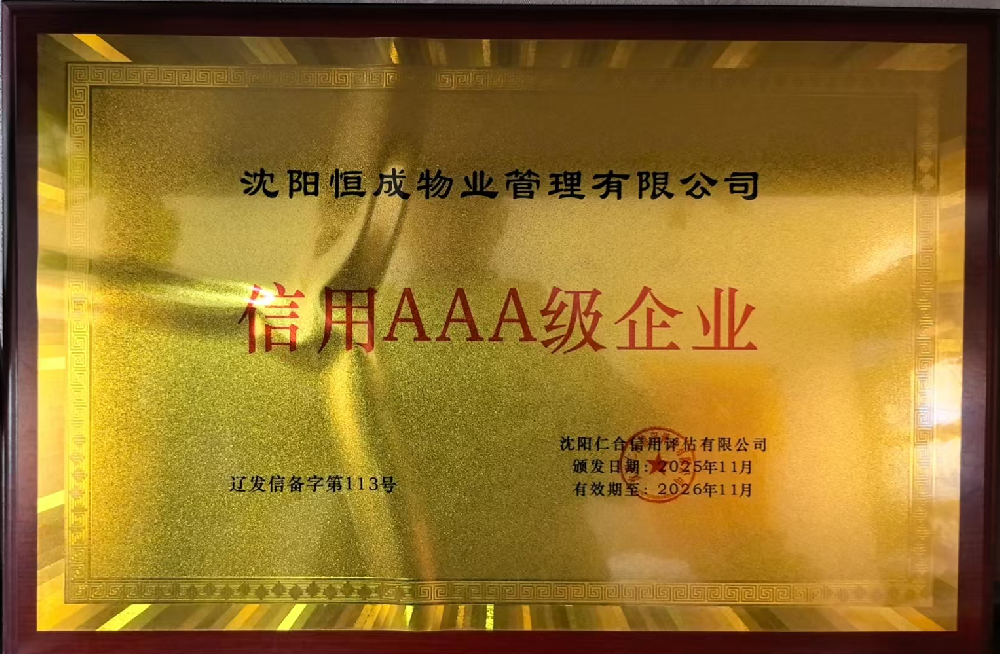 沈阳恒成物业管理有限公司
信用AAA级企业
沈阳仁合信用评估有限公司
颁发日期：2025年11月
辽发信备字第113号
有效期至：2026年11月